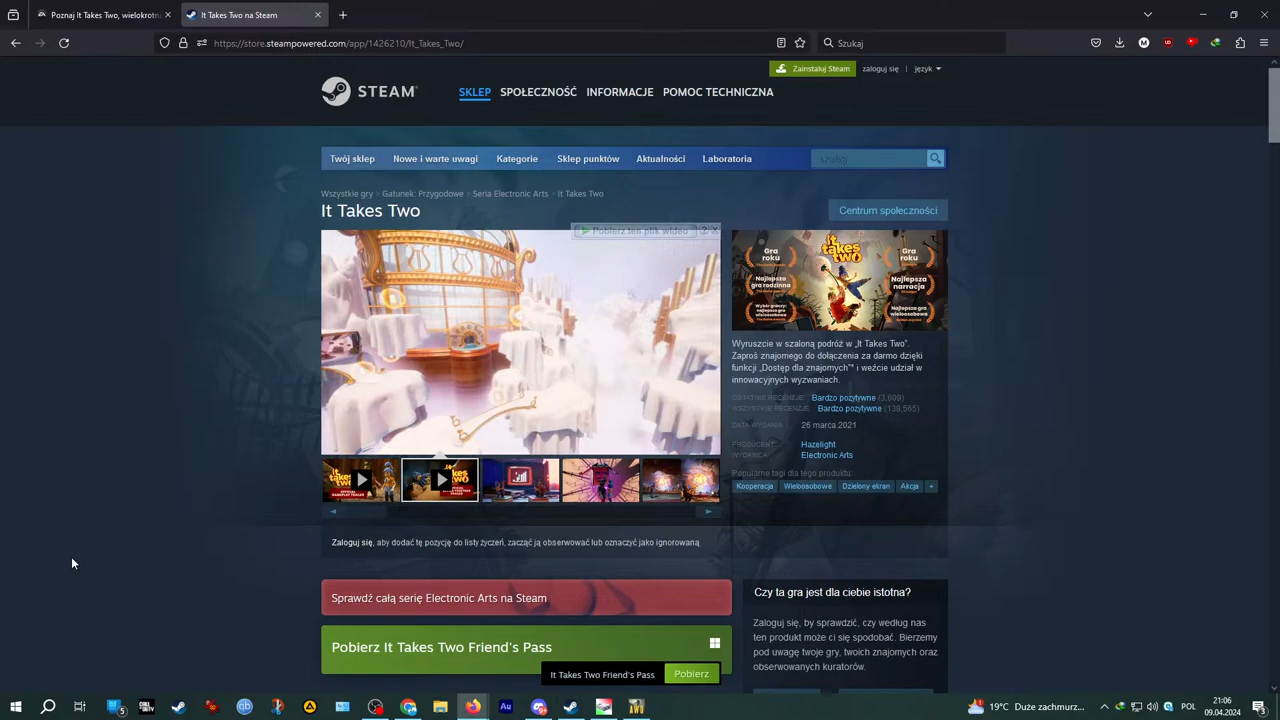 Poznaj It Takes Two, wielokrotn
It Takes Two na Steam
https://store.steampowered.com/app/1426210/It_Takes_Two/
Szukaj
Zainstaluj Steam
zaloguj się | język
STEAM
SKLEP SPOŁECZNOŚĆ INFORMACJE POMOC TECHNICZNA
Twój sklep Nowe i warte uwagi Kategorie Sklep punktów Aktualności Laboratoria
szukaj
Wszystkie gry > Gatunek: Przygodowe > Seria Electronic Arts > It Takes Two
It Takes Two
Centrum społeczności
Pobierz ten plik wideo ? X
it takes two
Gra roku
Gra roku
Najlepsza gra rodzinna
Najlepsza narracja
Wyruszcie w szaloną podróż w „It Takes Two”.
Zaproś znajomego do dołączenia za darmo dzięki
funkcji „Dostęp dla znajomych”* i weźcie udział w
innowacyjnych wyzwaniach.
OSTATNIE RECENZJE: Bardzo pozytywne (3,609)
WSZYSTKIE RECENZJE: Bardzo pozytywne (138,565)
DATA WYDANIA: 26 marca 2021
PRODUCENT: Hazelight
WYDAWCA: Electronic Arts
Popularne tagi dla tego produktu:
Kooperacja Wieloosobowe Dzielony ekran Akcja +
Zaloguj się, aby dodać tę pozycję do listy życzeń, zacząć ją obserwować lub oznaczyć jako ignorowaną
Sprawdź całą serię Electronic Arts na Steam
Czy ta gra jest dla ciebie istotna?
Zaloguj się, by sprawdzić, czy według nas
ten produkt może ci się spodobać. Bierzemy
pod uwagę twoje gry, twoich znajomych oraz
obserwowanych kuratorów.
Pobierz It Takes Two Friend's Pass
It Takes Two Friend's Pass
Pobierz
19°C Duże zachmurz...
POL
21:06
09.04.2024